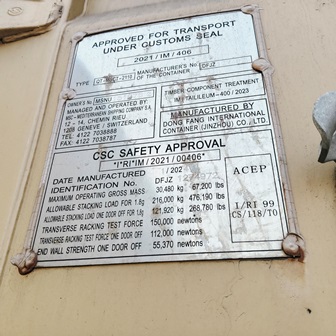 APPROVED FOR TRANSPORT
UNDER CUSTOMS SEAL
2021 / IM / 406
TYPE
MANUFACTURER'S No.
OF THE CONTAINER
DFJZ
OWNER'S No. MSNU
MANAGED AND OPERATED BY:
MSC - MEDITERRANEAN SHIPPING COMPANY S.A.
12 - 14, CHEMIN RIEU
1208 GENEVE / SWITZERLAND
TEL: 4122 7038888
FAX: 4122 7038787
TIMBER COMPONENT TREATMENT
IM / TAILILEUM - 400 / 2023
MANUFACTURED BY
DONG FANG INTERNATIONAL
CONTAINER (JINZHOU) CO., LTD
CSC SAFETY APPROVAL
"I*RI*IM / 2021 / 00406"
DATE MANUFACTURED
IDENTIFICATION No. DFJZ
MAXIMUM OPERATING GROSS MASS 30,480 kg 67,200 lbs
ALLOWABLE STACKING LOAD FOR 1.8g 216,000 kg 476,190 lbs
ALLOWABLE STACKING LOAD ONE DOOR OFF FOR 1.8g 121,920 kg 268,780 lbs
TRANSVERSE RACKING TEST FORCE 150,000 newtons
TRANSVERSE RACKING TEST FORCE ONE DOOR OFF 112,000 newtons
END WALL STRENGTH ONE DOOR OFF 55,370 newtons
ACEP
I / RI 99
CS / 118 / TO